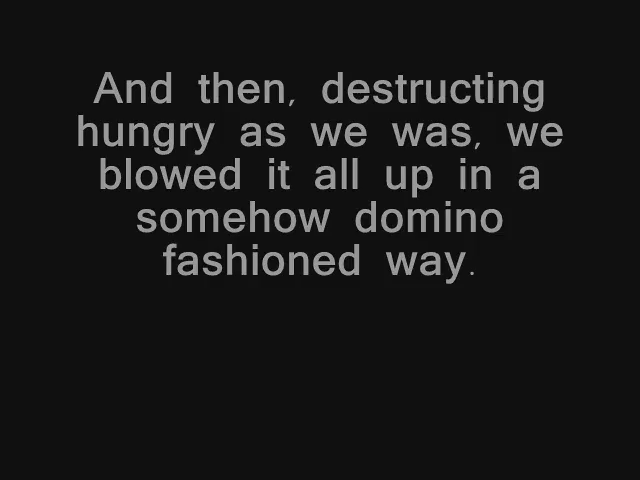 And then, destructing
hungry as we was, we
blowed it all up in a
somehow domino
fashioned way.